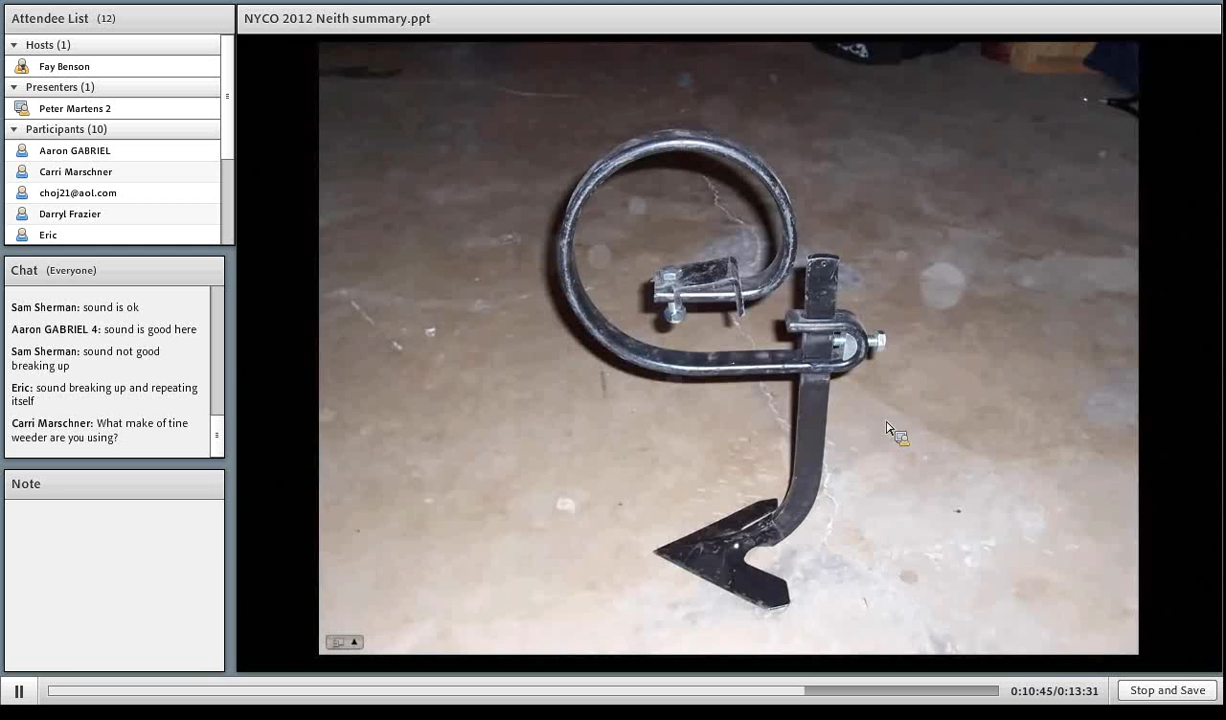 Attendee List (12)
Hosts (1)
Fay Benson
Presenters (1)
Peter Martens 2
Participants (10)
Aaron GABRIEL
Carri Marschner
choj21@aol.com
Darryl Frazier
Eric
Chat (Everyone)
Sam Sherman: sound is ok
Aaron GABRIEL 4: sound is good here
Sam Sherman: sound not good
breaking up
Eric: sound breaking up and repeating
itself
Carri Marschner: What make of tine
weeder are you using?
Note
NYCO 2012 Neith summary.ppt
0:10:45/0:13:31
Stop and Save